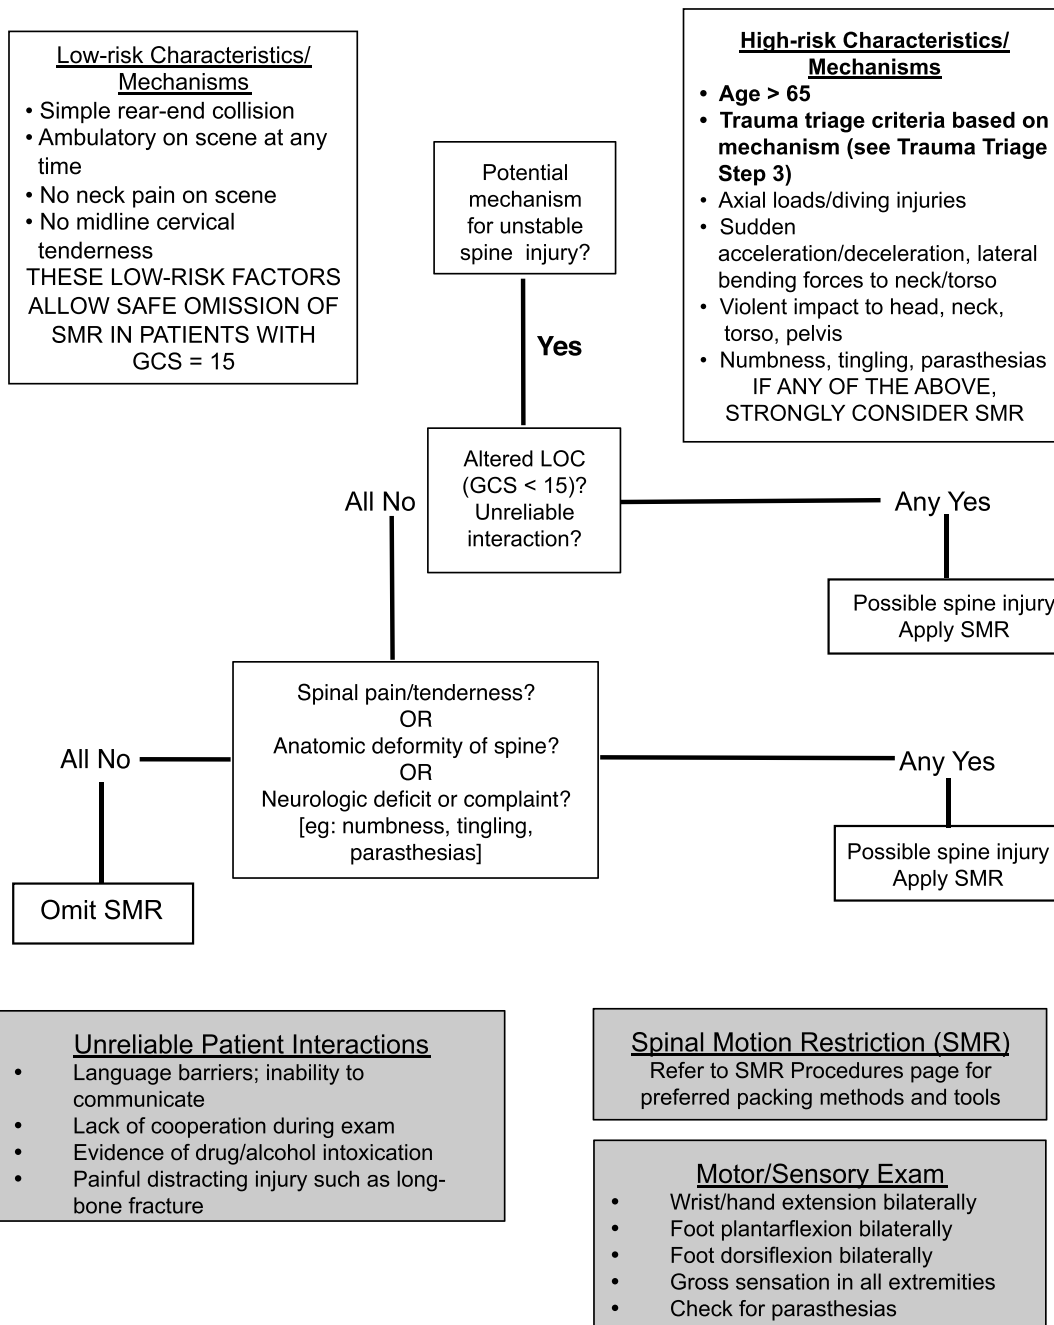 Low-risk Characteristics/
Mechanisms
• Simple rear-end collision
• Ambulatory on scene at any
time
• No neck pain on scene
• No midline cervical
tenderness
THESE LOW-RISK FACTORS
ALLOW SAFE OMISSION OF
SMR IN PATIENTS WITH
GCS = 15
Potential
mechanism
for unstable
spine injury?
High-risk Characteristics/
Mechanisms
• Age > 65
• Trauma triage criteria based on
mechanism (see Trauma Triage
Step 3)
• Axial loads/diving injuries
• Sudden
acceleration/deceleration, lateral
bending forces to neck/torso
• Violent impact to head, neck,
torso, pelvis
• Numbness, tingling, parasthesias
IF ANY OF THE ABOVE,
STRONGLY CONSIDER SMR
Yes
Altered LOC
(GCS < 15)?
Unreliable
interaction?
All No
Any Yes
Possible spine injury
Apply SMR
Spinal pain/tenderness?
OR
Anatomic deformity of spine?
OR
Neurologic deficit or complaint?
[eg: numbness, tingling,
parasthesias]
All No
Any Yes
Possible spine injury
Apply SMR
Omit SMR
Unreliable Patient Interactions
• Language barriers; inability to
communicate
• Lack of cooperation during exam
• Evidence of drug/alcohol intoxication
• Painful distracting injury such as long-
bone fracture
Spinal Motion Restriction (SMR)
Refer to SMR Procedures page for
preferred packing methods and tools
Motor/Sensory Exam
• Wrist/hand extension bilaterally
• Foot plantarflexion bilaterally
• Foot dorsiflexion bilaterally
• Gross sensation in all extremities
• Check for parasthesias